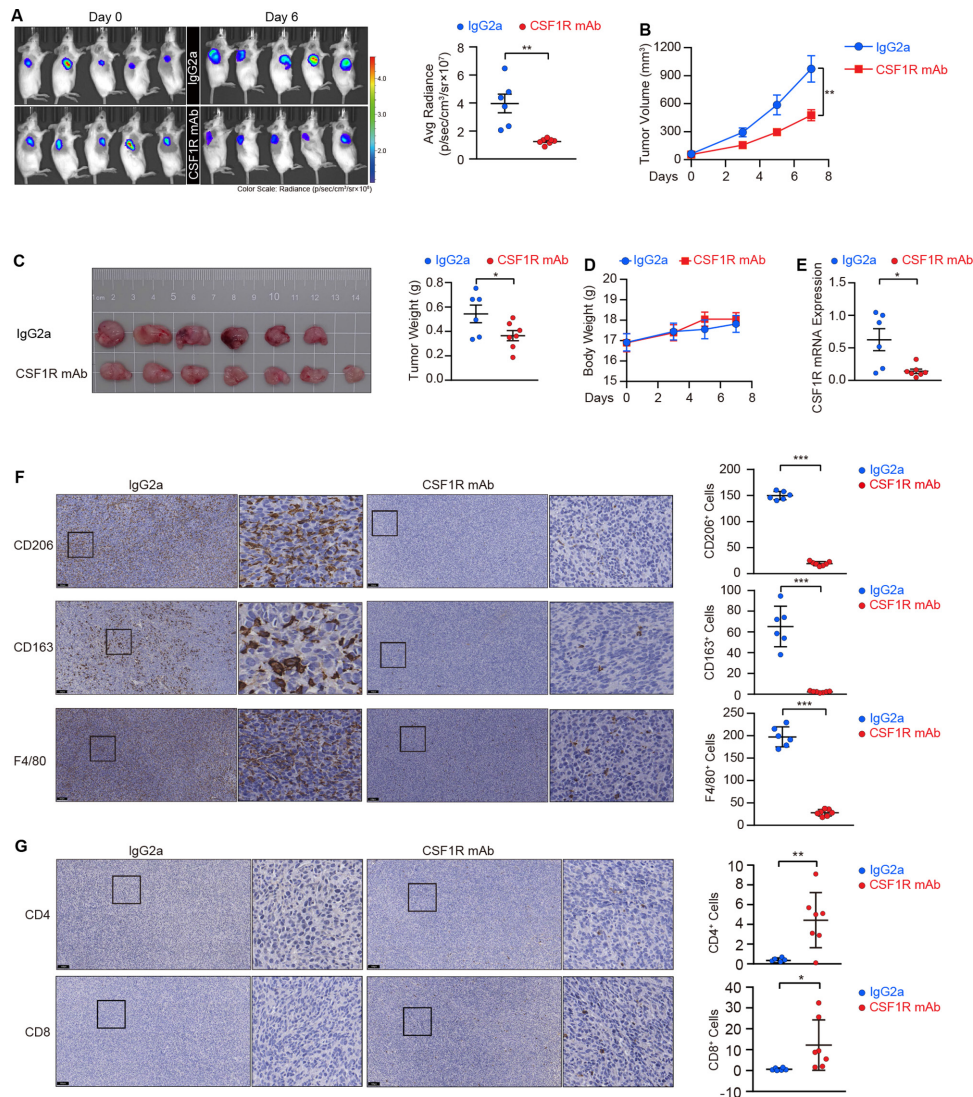 A
Day 0
Day 6
IgG2a
CSF1R mAb
4.0
3.0
2.0
Color Scale: Radiance (p/sec/cm³/sr×10⁶)
IgG2a
CSF1R mAb
**
Avg Radiance
(p/sec/cm³/sr×10⁷)
8
6
4
2
0
B
IgG2a
CSF1R mAb
**
Tumor Volume (mm³)
1200
900
600
300
0
Days
0
2
4
6
8
C
1cm 2 3 4 5 6 7 8 9 10 11 12 13 14
IgG2a
CSF1R mAb
IgG2a
CSF1R mAb
*
Tumor Weight (g)
0.8
0.6
0.4
0.2
0.0
D
IgG2a
CSF1R mAb
Body Weight (g)
20
19
18
17
16
15
Days
0
2
4
6
8
E
IgG2a
CSF1R mAb
*
CSF1R mRNA Expression
1.5
1.0
0.5
0.0
F
IgG2a
CSF1R mAb
CD206
CD163
F4/80
***
IgG2a
CSF1R mAb
CD206⁺ Cells
200
150
100
50
0
***
IgG2a
CSF1R mAb
CD163⁺ Cells
100
80
60
40
20
0
***
IgG2a
CSF1R mAb
F4/80⁺ Cells
250
200
150
100
50
0
G
IgG2a
CSF1R mAb
CD4
CD8
**
IgG2a
CSF1R mAb
CD4⁺ Cells
10
8
6
4
2
0
*
IgG2a
CSF1R mAb
CD8⁺ Cells
40
30
20
10
0
-10